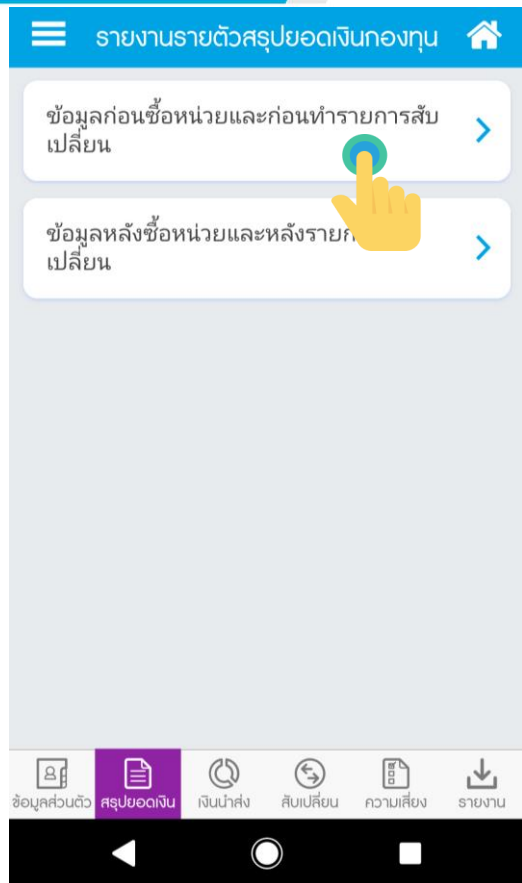 รายงานรายตัวสรุปยอดเงินกองทุน
ข้อมูลก่อนซื้อหน่วยและก่อนทำรายการสับ
เปลี่ยน
ข้อมูลหลังซื้อหน่วยและหลังราย
เปลี่ยน
ข้อมูลส่วนตัว สรุปยอดเงิน เงินนำส่ง สับเปลี่ยน ความเสี่ยง รายงาน